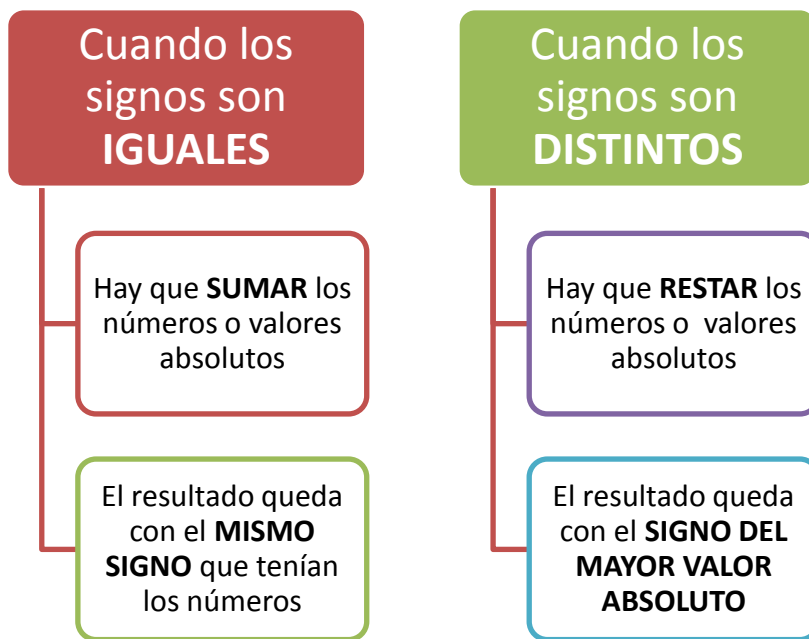 Cuando los
signos son
IGUALES
Hay que SUMAR los
números o valores
absolutos
El resultado queda
con el MISMO
SIGNO que tenían
los números
Cuando los
signos son
DISTINTOS
Hay que RESTAR los
números o valores
absolutos
El resultado queda
con el SIGNO DEL
MAYOR VALOR
ABSOLUTO